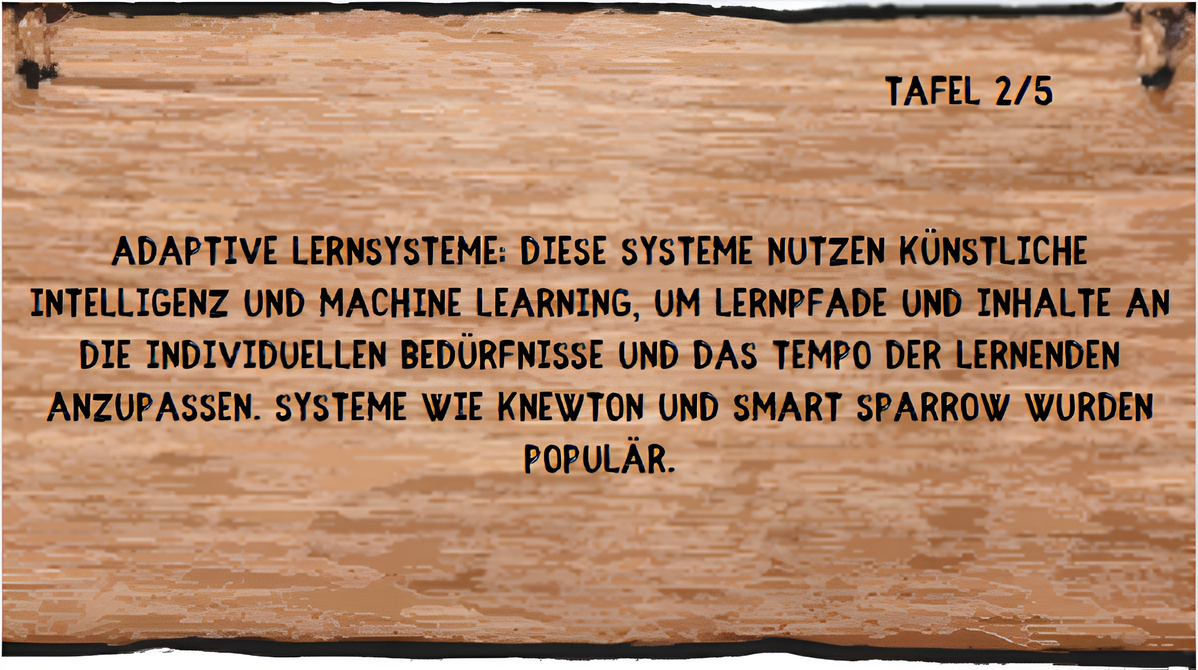 TAFEL 2/5
ADAPTIVE LERNSYSTEME: DIESE SYSTEME NUTZEN KÜNSTLICHE
INTELLIGENZ UND MACHINE LEARNING, UM LERNPFADE UND INHALTE AN
DIE INDIVIDUELLEN BEDÜRFNISSE UND DAS TEMPO DER LERNENDEN
ANZUPASSEN. SYSTEME WIE KNEWTON UND SMART SPARROW WURDEN
POPULÄR.